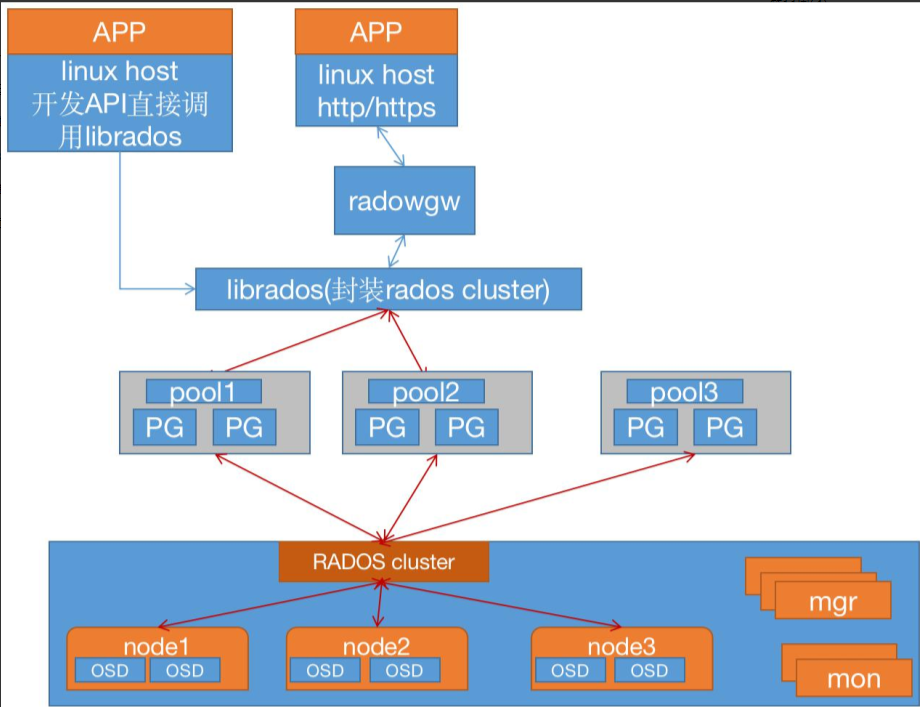 APP
linux host
开发API直接调
用librados
APP
linux host
http/https
radowgw
librados(封装rados cluster)
pool1
PG PG
pool2
PG PG
pool3
PG PG
RADOS cluster
mgr
node1
OSD OSD
node2
OSD OSD
node3
OSD OSD
mon